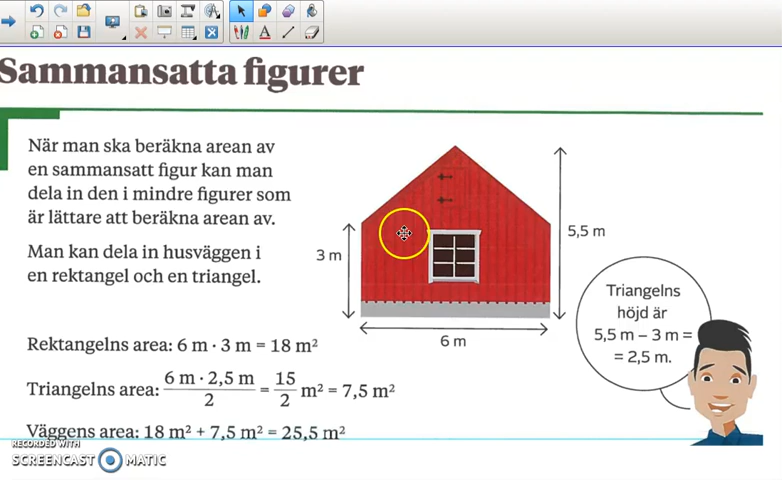 Sammansatta figurer
När man ska beräkna arean av
en sammansatt figur kan man
dela in den i mindre figurer som
är lättare att beräkna arean av.
Man kan dela in husväggen i
en rektangel och en triangel.
3 m
5,5 m
6 m
Triangelns
höjd är
5,5 m – 3 m =
= 2,5 m.
Rektangelns area: 6 m · 3 m = 18 m²
Triangelns area: 6 m · 2,5 m / 2 = 15 / 2 m² = 7,5 m²
Väggens area: 18 m² + 7,5 m² = 25,5 m²
RECORDED WITH
SCREENCAST MATIC